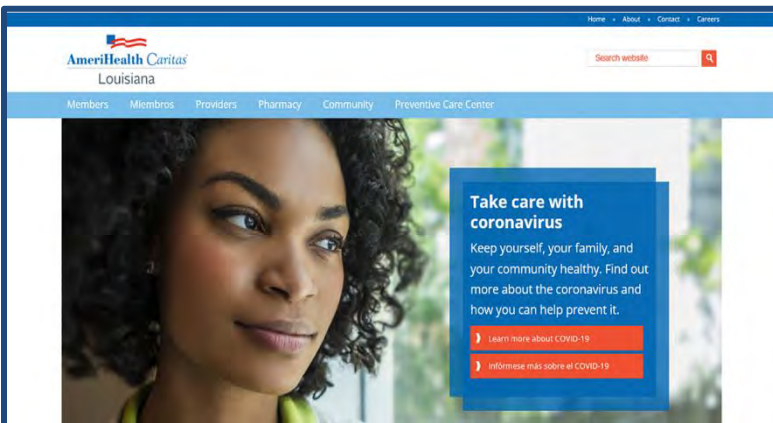 Home • About • Contact • Careers
AmeriHealth Caritas
Louisiana
Search website
Members Miembros Providers Pharmacy Community Preventive Care Center
Take care with
coronavirus
Keep yourself, your family, and
your community healthy. Find out
more about the coronavirus and
how you can help prevent it.
Learn more about COVID-19
Infórmese más sobre el COVID-19